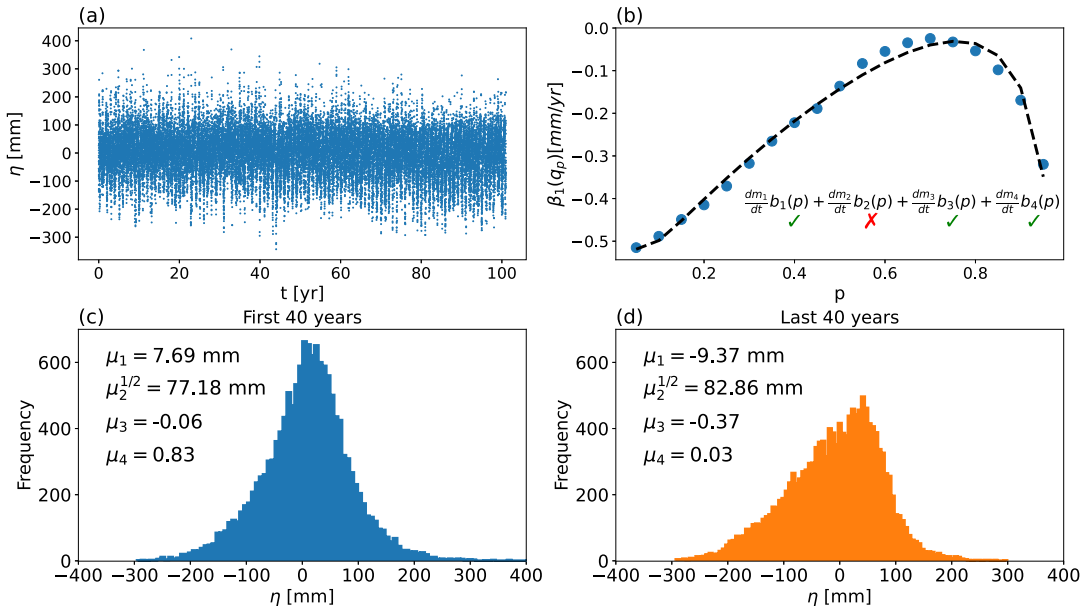 (a)
η [mm]
400
300
200
100
0
−100
−200
−300
0
20
40
60
80
100
t [yr]
(b)
β₁(qₚ)[mm/yr]
0.0
−0.1
−0.2
−0.3
−0.4
−0.5
dm₁/dt b₁(p) + dm₂/dt b₂(p) + dm₃/dt b₃(p) + dm₄/dt b₄(p)
✓ ✗ ✓ ✓
0.2
0.4
0.6
0.8
p
(c)
First 40 years
μ₁ = 7.69 mm
μ₂^1/2 = 77.18 mm
μ₃ = -0.06
μ₄ = 0.83
Frequency
600
400
200
0
−400
−300
−200
−100
0
100
200
300
400
η [mm]
(d)
Last 40 years
μ₁ = -9.37 mm
μ₂^1/2 = 82.86 mm
μ₃ = -0.37
μ₄ = 0.03
Frequency
600
400
200
0
−400
−300
−200
−100
0
100
200
300
400
η [mm]